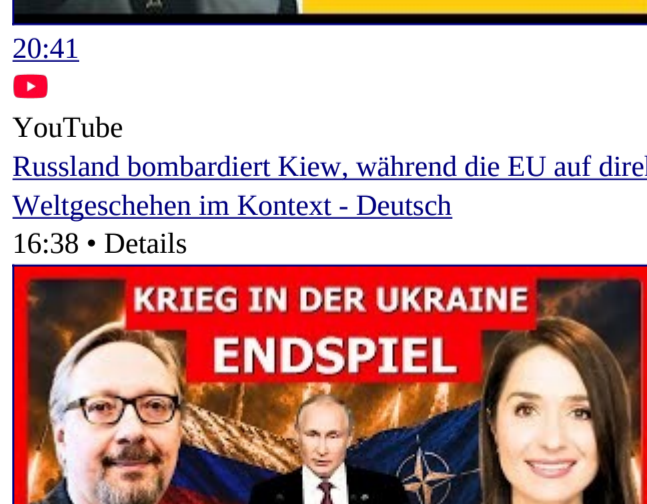 20:41
YouTube
Russland bombardiert Kiew, während die EU auf
Weltgeschehen im Kontext - Deutsch
16:38 • Details
KRIEG IN DER UKRAINE
ENDSPIEL